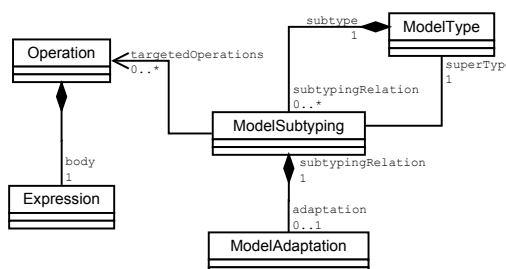 subtype
1
ModelType
Operation
targetedOperations
0..*
superType
1
subtypingRelation
0..*
ModelSubtyping
body
1
subtypingRelation
1
Expression
adaptation
0..1
ModelAdaptation